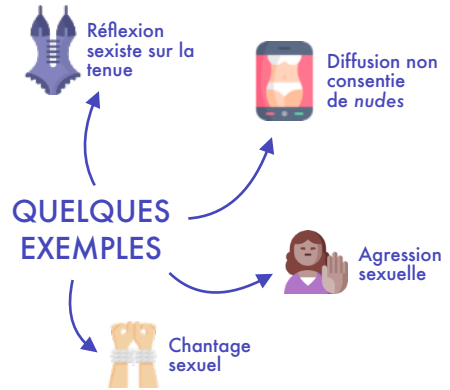 Réflexion
sexiste sur la
tenue
Diffusion non
consentie
de nudes
QUELQUES
EXEMPLES
Agression
sexuelle
Chantage
sexuel